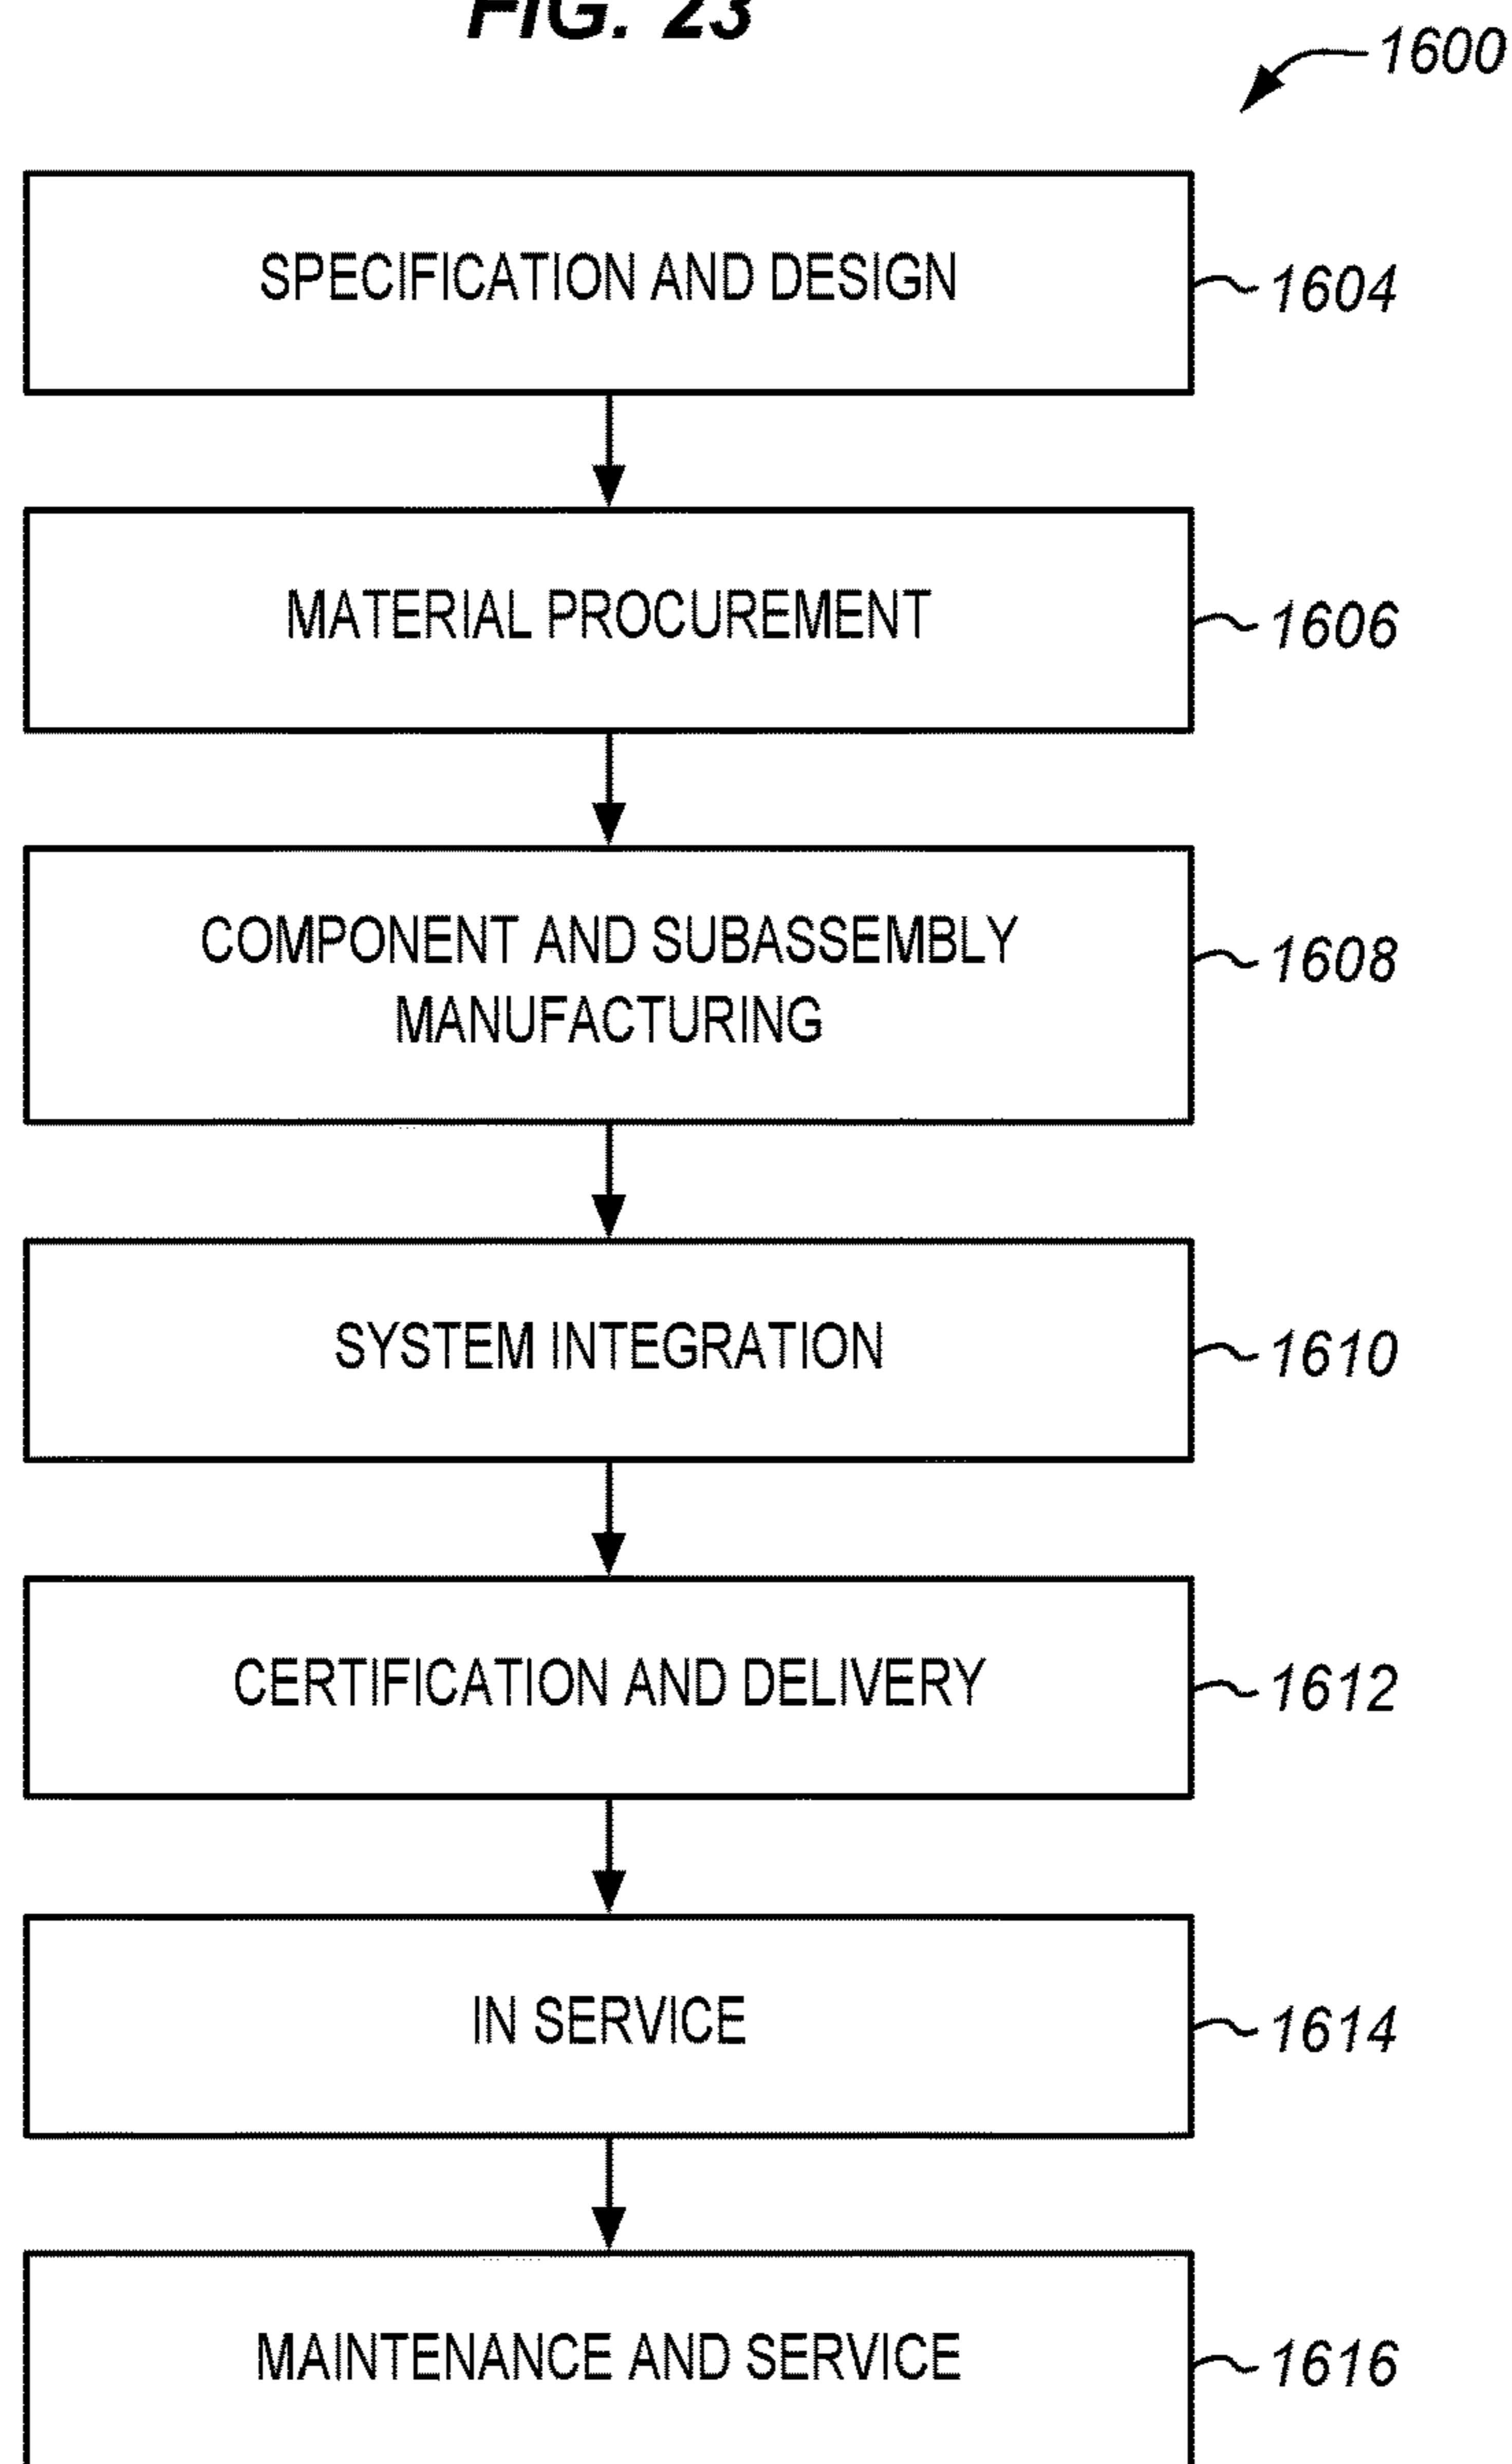 FIG. 23
1600
SPECIFICATION AND DESIGN
1604
MATERIAL PROCUREMENT
1606
COMPONENT AND SUBASSEMBLY
MANUFACTURING
1608
SYSTEM INTEGRATION
1610
CERTIFICATION AND DELIVERY
1612
IN SERVICE
1614
MAINTENANCE AND SERVICE
1616